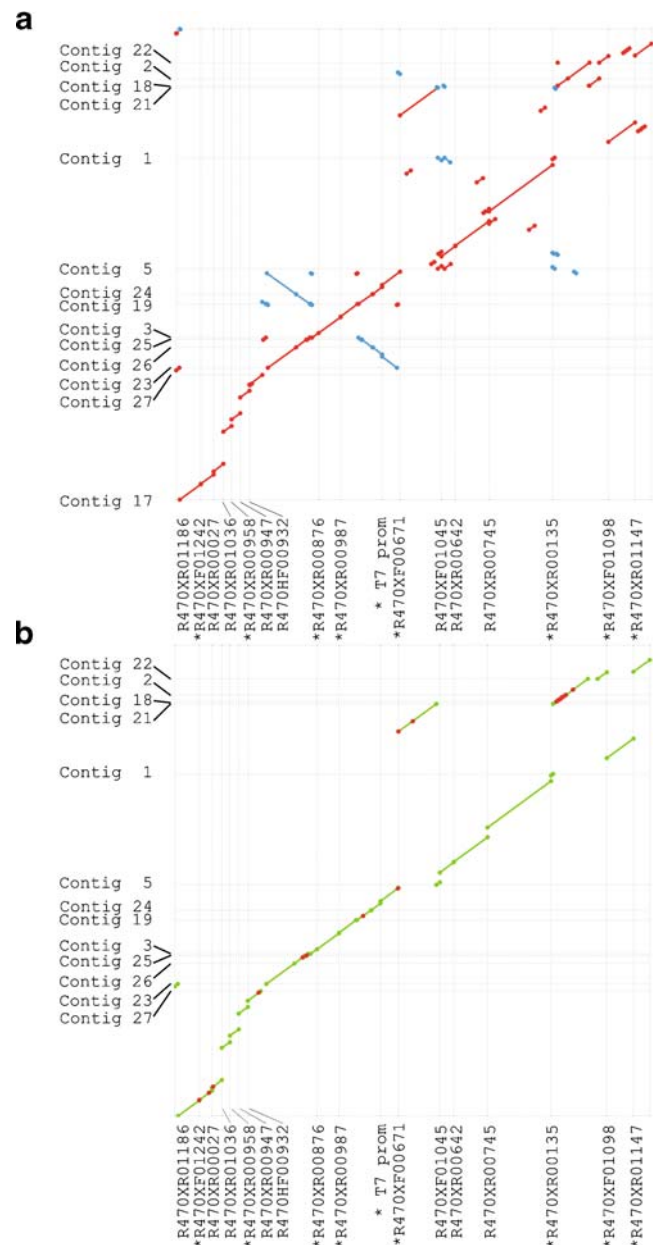 a
Contig 22
Contig 2
Contig 18
Contig 21
Contig 1
Contig 5
Contig 24
Contig 19
Contig 3
Contig 25
Contig 26
Contig 23
Contig 27
Contig 17
R470XR01186
*R470XF01242
R470XR00027
R470XR01036
*R470XR00958
R470XR00947
R470HF00932
*R470XR00876
*R470XR00987
* T7 prom
*R470XF00671
R470XF01045
R470XR00642
R470XR00745
*R470XR00135
*R470XF01098
*R470XR01147
b
Contig 22
Contig 2
Contig 18
Contig 21
Contig 1
Contig 5
Contig 24
Contig 19
Contig 3
Contig 25
Contig 26
Contig 23
Contig 27
R470XR01186
*R470XF01242
R470XR00027
R470XR01036
*R470XR00958
R470XR00947
R470HF00932
*R470XR00876
*R470XR00987
* T7 prom
*R470XF00671
R470XF01045
R470XR00642
R470XR00745
*R470XR00135
*R470XF01098
*R470XR01147